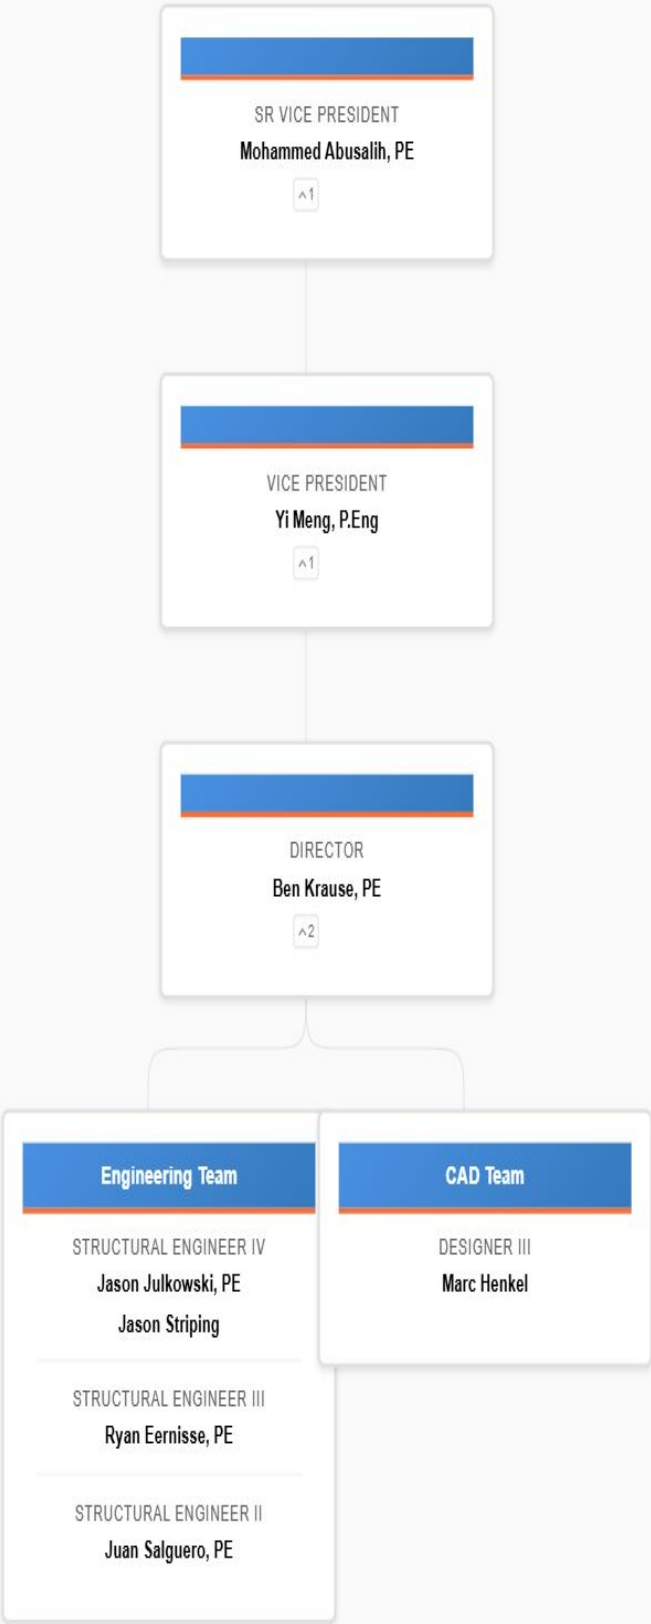 SR VICE PRESIDENT
Mohammed Abusalih, PE
^1
VICE PRESIDENT
Yi Meng, P.Eng
^1
DIRECTOR
Ben Krause, PE
^2
Engineering Team
STRUCTURAL ENGINEER IV
Jason Julkowski, PE
Jason Striping
STRUCTURAL ENGINEER III
Ryan Eernisse, PE
STRUCTURAL ENGINEER II
Juan Salguero, PE
CAD Team
DESIGNER III
Marc Henkel